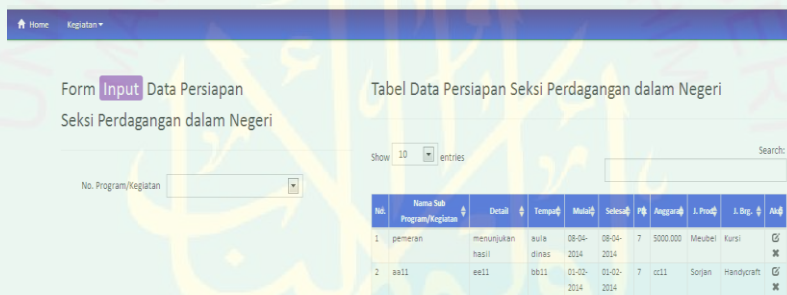 Home Kegiatan
Form Input Data Persiapan
Seksi Perdagangan dalam Negeri
No. Program/Kegiatan
Tabel Data Persiapan Seksi Perdagangan dalam Negeri
Show 10 entries
Search:
No. Nama Sub Program/Kegiatan Detail Tempat Mulai Selesai Anggaran J. Prod J. Brg.
1 pemeran menunjukan hasil aula dinas 08-04-2014 08-04-2014 7 5000.000 Meubel Kursi
2 aa11 ee11 bb11 01-02-2014 01-02-2014 7 cc11 Sorjan Handycraft